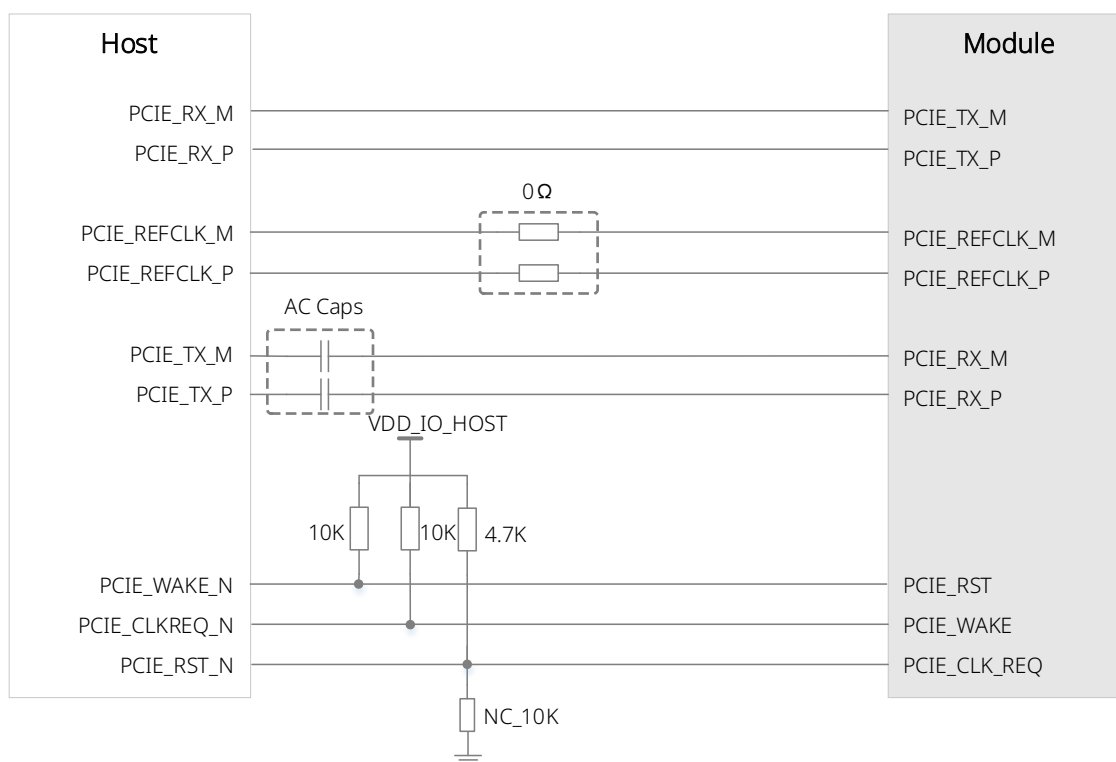 Host
Module
PCIE_RX_M
PCIE_TX_M
PCIE_RX_P
PCIE_TX_P
0Ω
PCIE_REFCLK_M
PCIE_REFCLK_M
PCIE_REFCLK_P
PCIE_REFCLK_P
AC Caps
PCIE_TX_M
PCIE_RX_M
PCIE_TX_P
PCIE_RX_P
VDD_IO_HOST
10K
10K
4.7K
PCIE_WAKE_N
PCIE_RST
PCIE_CLKREQ_N
PCIE_WAKE
PCIE_RST_N
PCIE_CLK_REQ
NC_10K